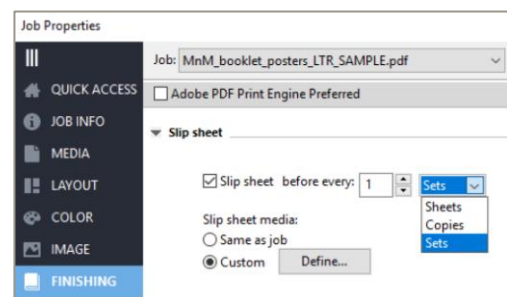 Job Properties
Job: MnM_booklet_posters_LTR_SAMPLE.pdf
QUICK ACCESS
Adobe PDF Print Engine Preferred
JOB INFO
Slip sheet
MEDIA
LAYOUT
Slip sheet before every: 1 Sets
Sheets
COLOR
Slip sheet media:
Copies
Same as job
Sets
IMAGE
Custom Define...
FINISHING